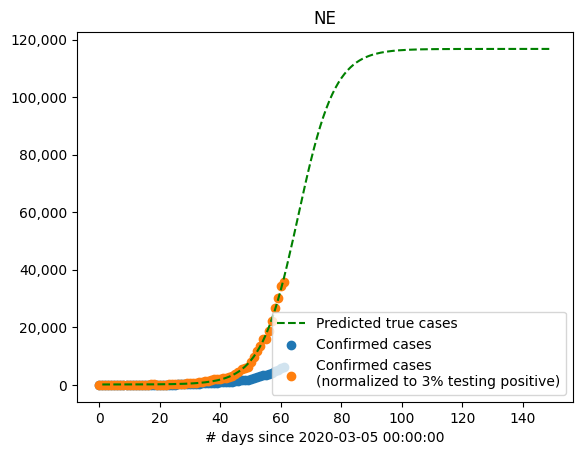 NE
120,000
100,000
80,000
60,000
40,000
20,000
0
Predicted true cases
Confirmed cases
Confirmed cases
(normalized to 3% testing positive)
0 20 40 60 80 100 120 140
# days since 2020-03-05 00:00:00